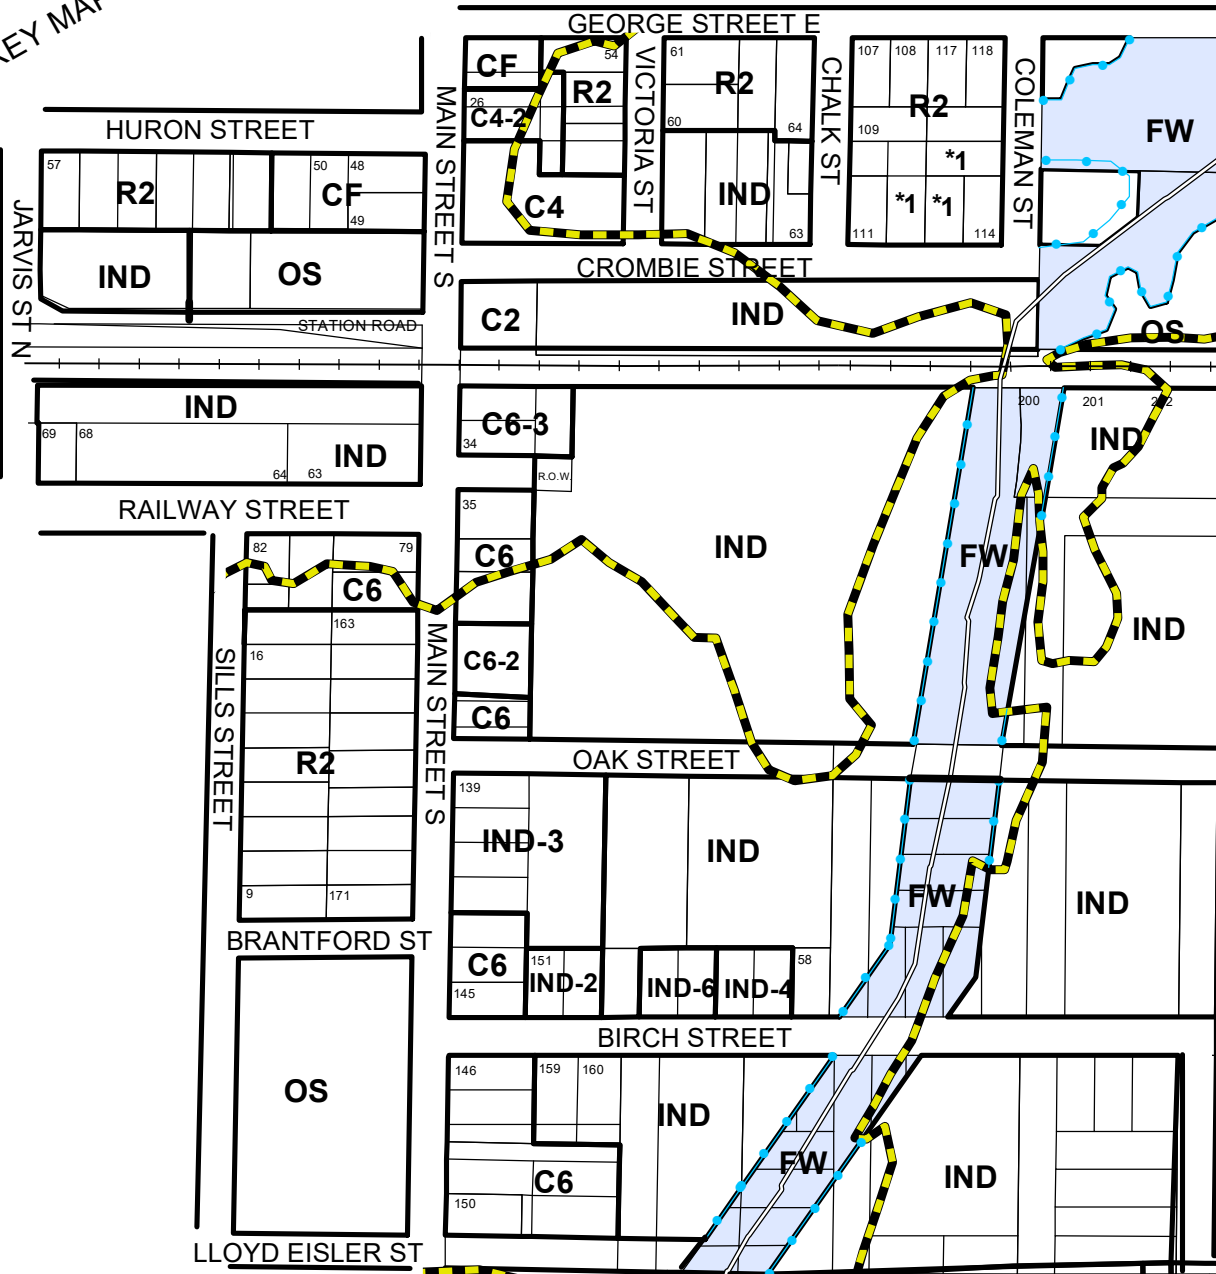 KEY MAP
GEORGE STREET E
HURON STREET
MAIN STREET S
VICTORIA ST
CHALK ST
COLEMAN ST
JARVIS ST N
CF
54
R2
26
C4-2
C4
61
R2
60
64
IND
63
107
108
117
118
R2
109
*1
*1
*1
111
114
FW
57
R2
50
48
CF
49
IND
OS
CROMBIE STREET
STATION ROAD
C2
IND
OS
IND
69
68
64
63
IND
RAILWAY STREET
C6-3
34
R.O.W.
35
C6
IND
C6-2
C6
200
201
202
IND
FW
IND
82
79
C6
163
16
SILLS STREET
R2
MAIN STREET S
9
171
OAK STREET
139
IND-3
IND
FW
IND
BRANTFORD ST
C6
145
151
IND-2
IND-6
IND-4
58
BIRCH STREET
OS
146
159
160
IND
FW
IND
C6
150
LLOYD EISLER ST